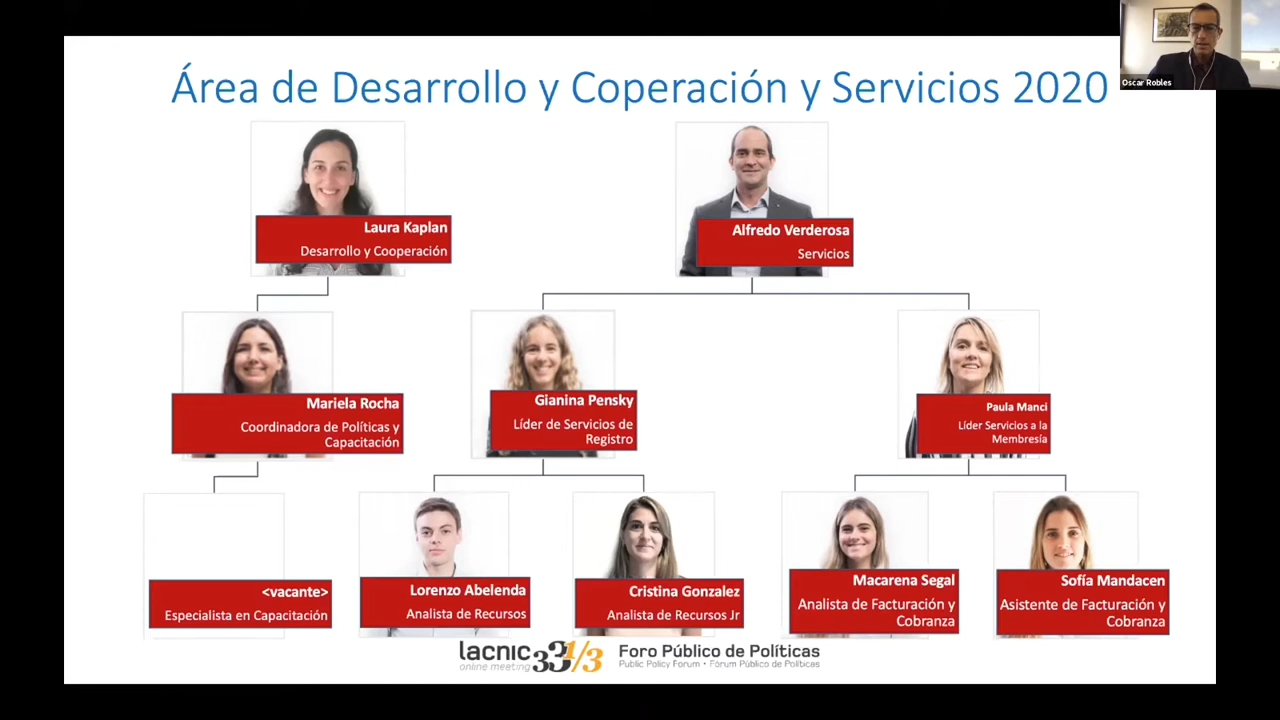 Oscar Robles
Área de Desarrollo y Coperación y Servicios 2020
Laura Kaplan
Desarrollo y Cooperación
Alfredo Verderosa
Servicios
Mariela Rocha
Coordinadora de Políticas y
Capacitación
Gianina Pensky
Líder de Servicios de
Registro
Paula Manci
Líder Servicios a la
Membresía
<vacante>
Especialista en Capacitación
Lorenzo Abelenda
Analista de Recursos
Cristina Gonzalez
Analista de Recursos Jr
Macarena Segal
Analista de Facturación y
Cobranza
Sofía Mandacen
Asistente de Facturación y
Cobranza
lacnic 33 1/3
online meeting
Foro Público de Políticas
Public Policy Forum • Fórum Público de Políticas